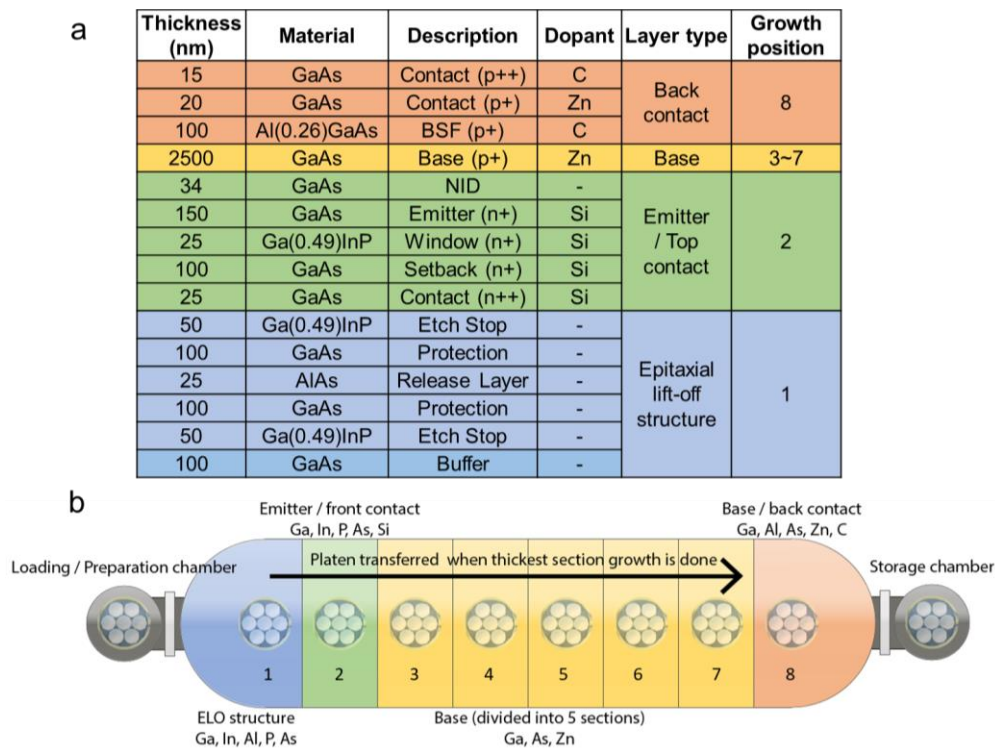 a
Thickness (nm) Material Description Dopant Layer type Growth position
15 GaAs Contact (p++) C Back contact 8
20 GaAs Contact (p+) Zn
100 Al(0.26)GaAs BSF (p+) C
2500 GaAs Base (p+) Zn Base 3~7
34 GaAs NID - Emitter / Top contact 2
150 GaAs Emitter (n+) Si
25 Ga(0.49)InP Window (n+) Si
100 GaAs Setback (n+) Si
25 GaAs Contact (n++) Si
50 Ga(0.49)InP Etch Stop - Epitaxial lift-off structure 1
100 GaAs Protection -
25 AlAs Release Layer -
100 GaAs Protection -
50 Ga(0.49)InP Etch Stop -
100 GaAs Buffer -
b
Emitter / front contact
Ga, In, P, As, Si
Base / back contact
Ga, Al, As, Zn, C
Loading / Preparation chamber
Platen transferred when thickest section growth is done
Storage chamber
1 2 3 4 5 6 7 8
ELO structure
Ga, In, Al, P, As
Base (divided into 5 sections)
Ga, As, Zn